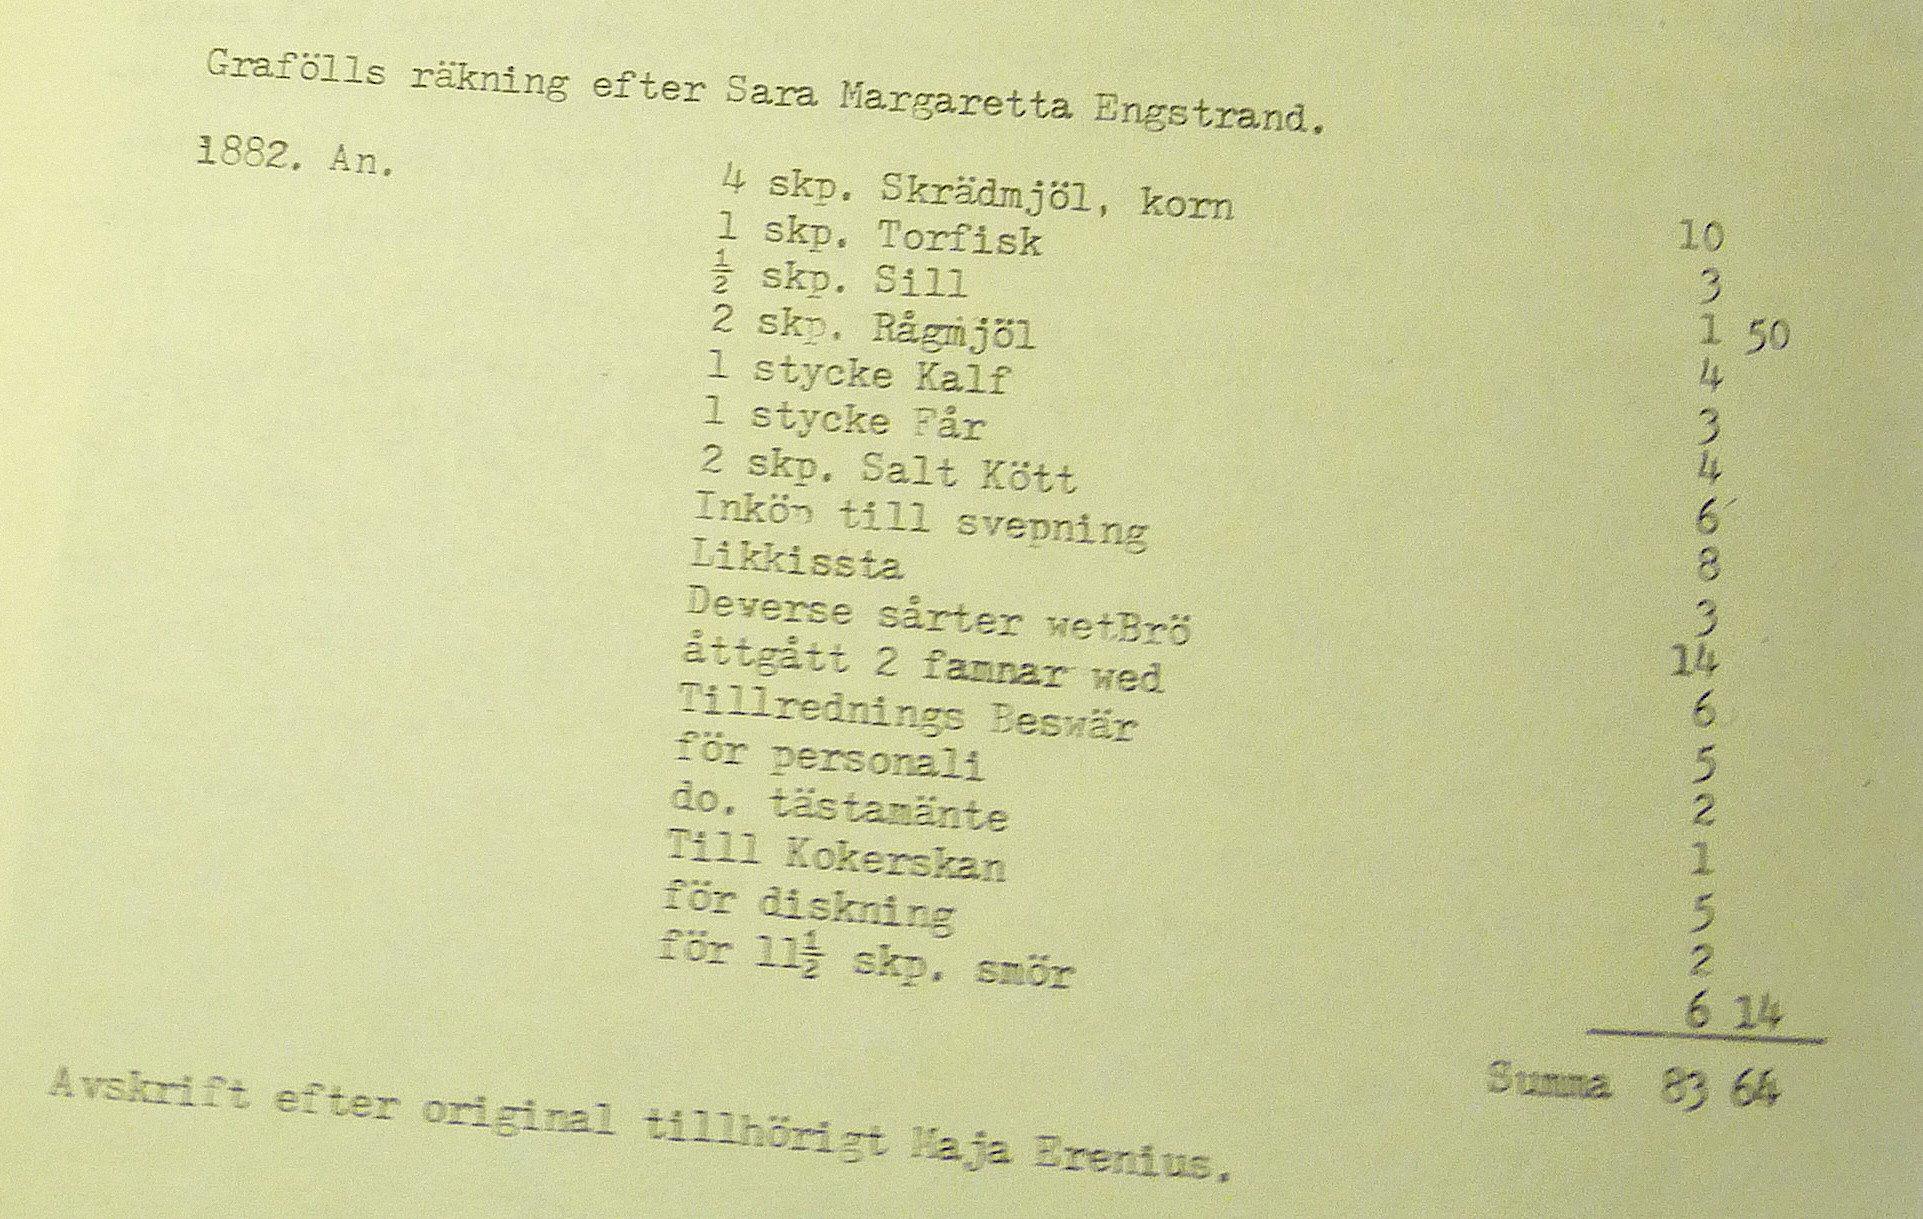 Grafölls räkning efter Sara Margaretta Engstrand.
1882. An.
4 skp. Skrädmjöl, korn 10
1 skp. Torfisk 3
½ skp. Sill 1 50
2 skp. Rågmjöl 4
1 stycke Kalf 3
1 stycke Får 4
2 skp. Salt Kött 6
Inköp till svepning 8
Likkissta 3
Deverse sårter wetBrö 14
åttgått 2 famnar wed 6
Tillrednings Beswär 5
för personali 2
do. tästamänte 1
Till Kokerskan 5
för diskning 2
för 11½ skp. smör 6 14
Summa 83 64
Avskrift efter original tillhörigt Maja Erenius.